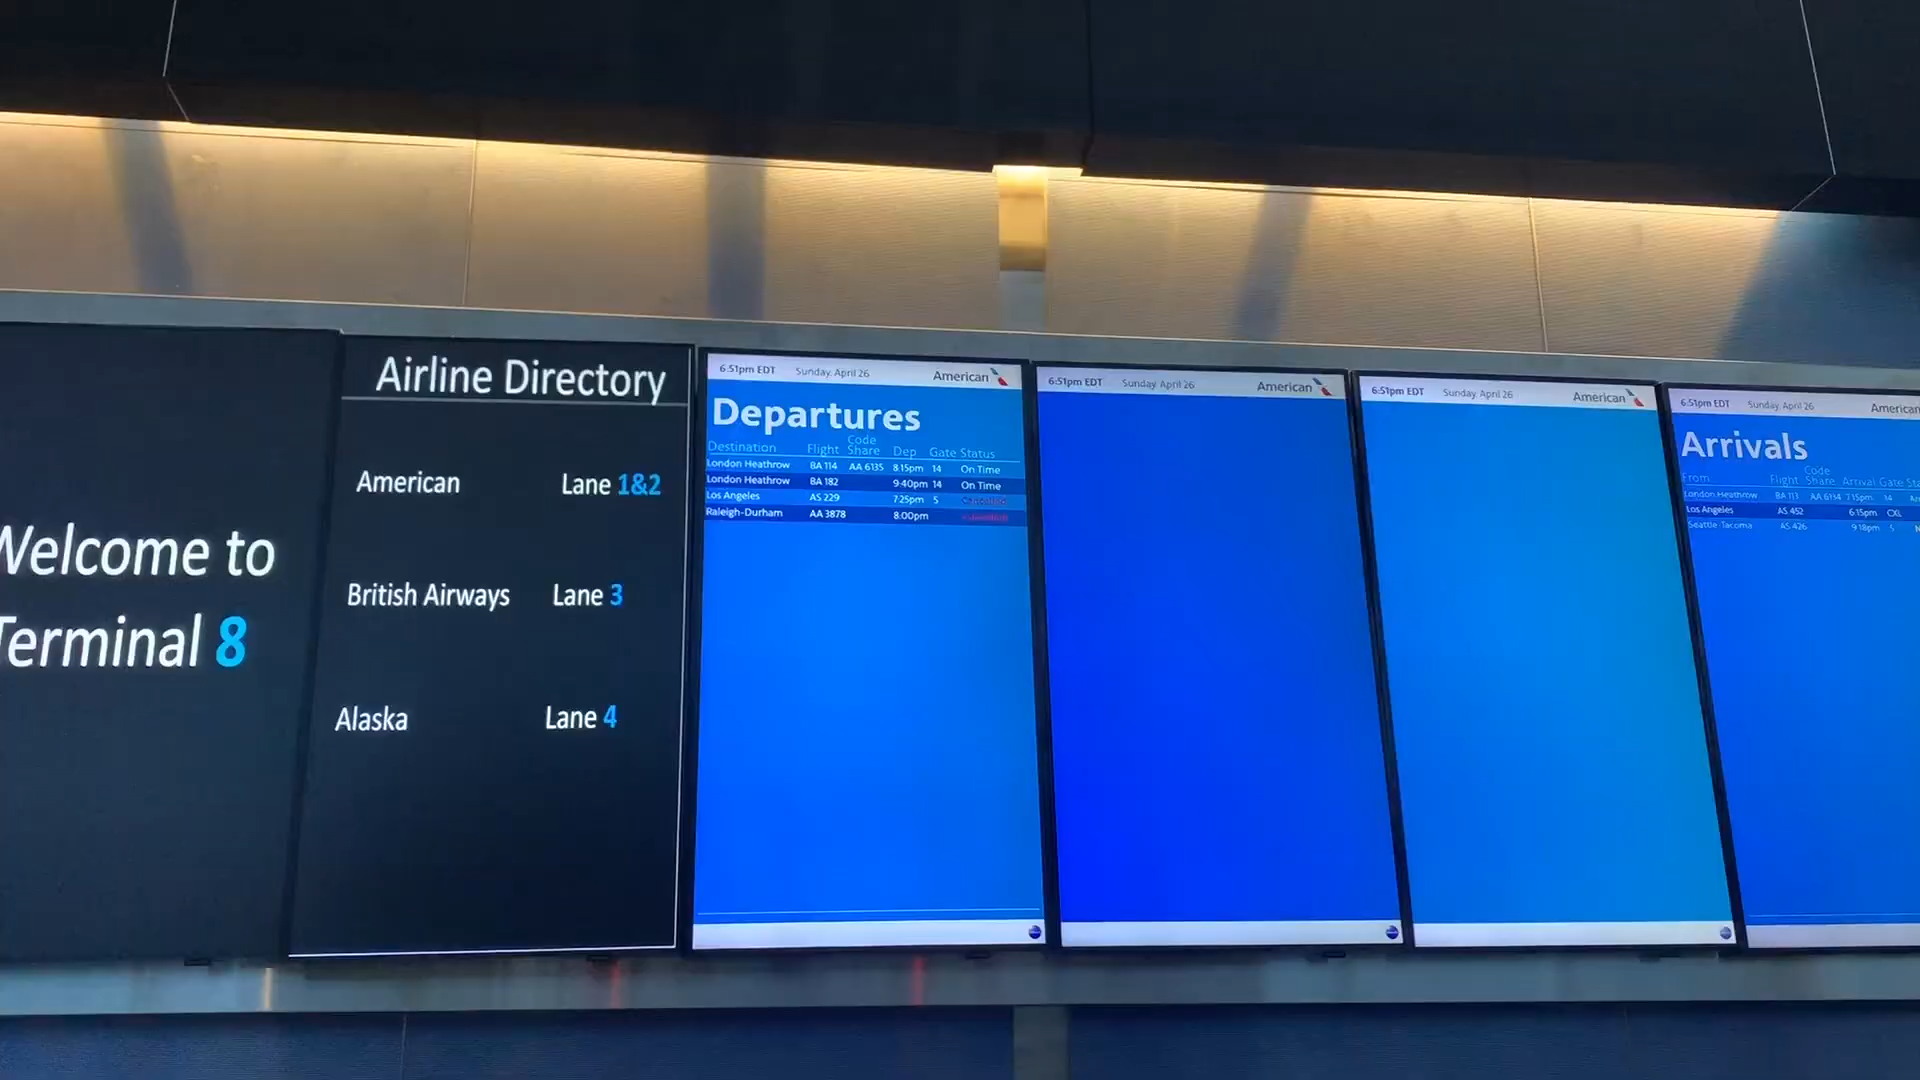 Welcome to
Terminal 8
Airline Directory
American Lane 1&2
British Airways Lane 3
Alaska Lane 4
6:51pm EDT Sunday, April 26 American
Departures
Destination Flight Code Share Dep Gate Status
London Heathrow BA 114 AA 6135 8:15pm 14 On Time
London Heathrow BA 182 9:40pm 14 On Time
Los Angeles AS 229 7:25pm 5 Cancelled
Raleigh-Durham AA 3878 8:00pm
6:51pm EDT Sunday, April 26 American
6:51pm EDT Sunday, April 26 American
6:51pm EDT Sunday, April 26 American
Arrivals
From Flight Code Share Arrival Gate Sta
London Heathrow BA 113 AA 6134 7:15pm 14
Los Angeles AS 452 6:15pm CXL
Seattle-Tacoma AS 426 9:18pm 5